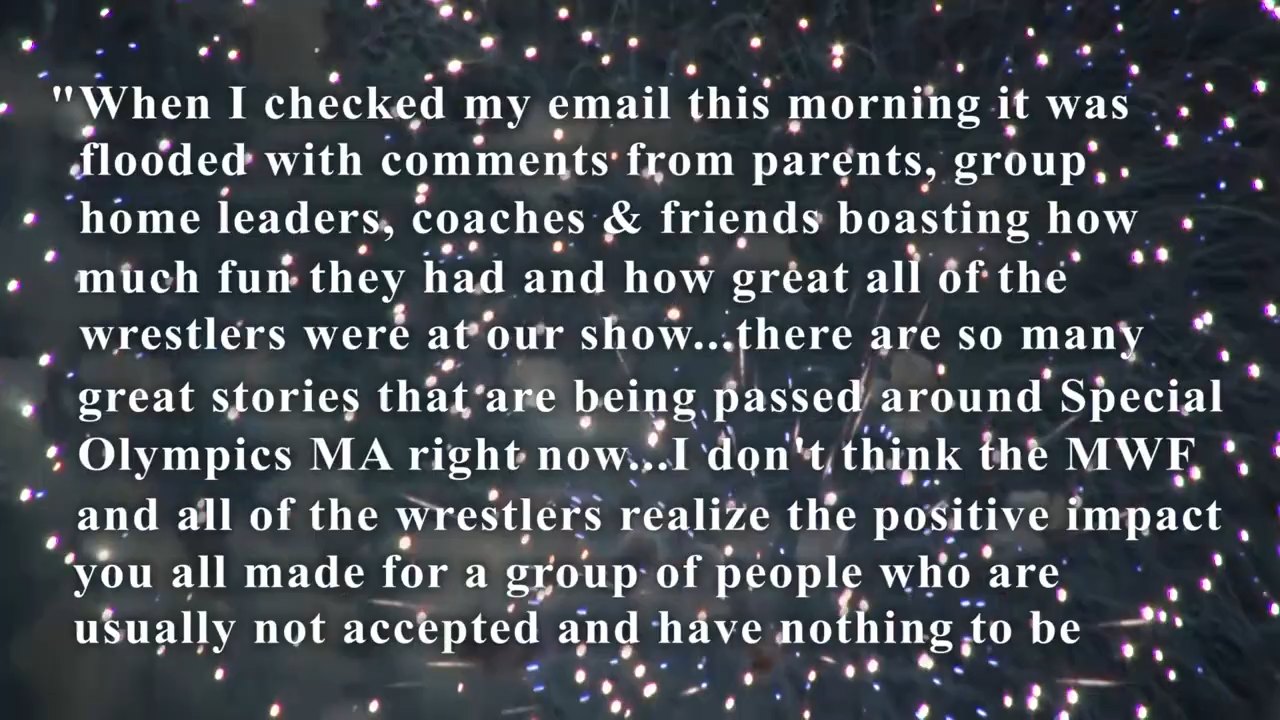 "When I checked my email this morning it was
flooded with comments from parents, group
home leaders, coaches & friends boasting how
much fun they had and how great all of the
wrestlers were at our show...there are so many
great stories that are being passed around Special
Olympics MA right now...I don't think the MWF
and all of the wrestlers realize the positive impact
you all made for a group of people who are
usually not accepted and have nothing to be